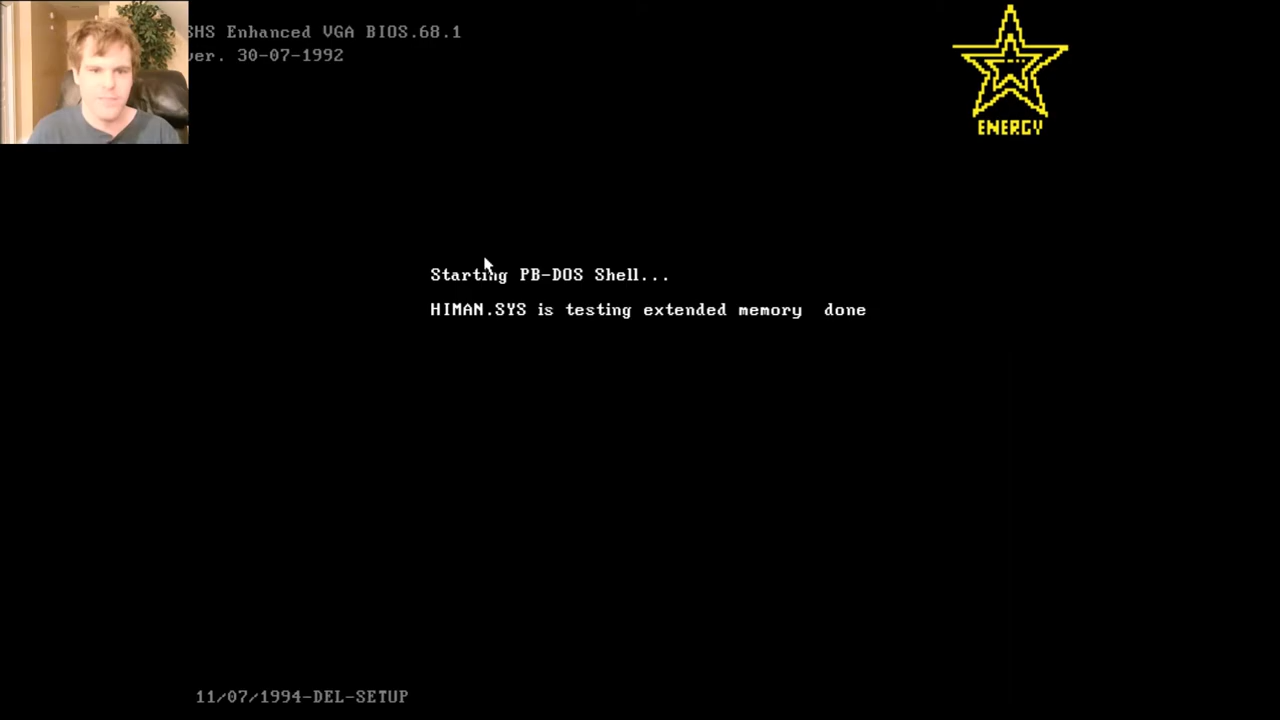 SHS Enhanced VGA BIOS.68.1
ver. 30-07-1992
ENERGY
Starting PB-DOS Shell...
HIMAN.SYS is testing extended memory  done
11/07/1994-DEL-SETUP